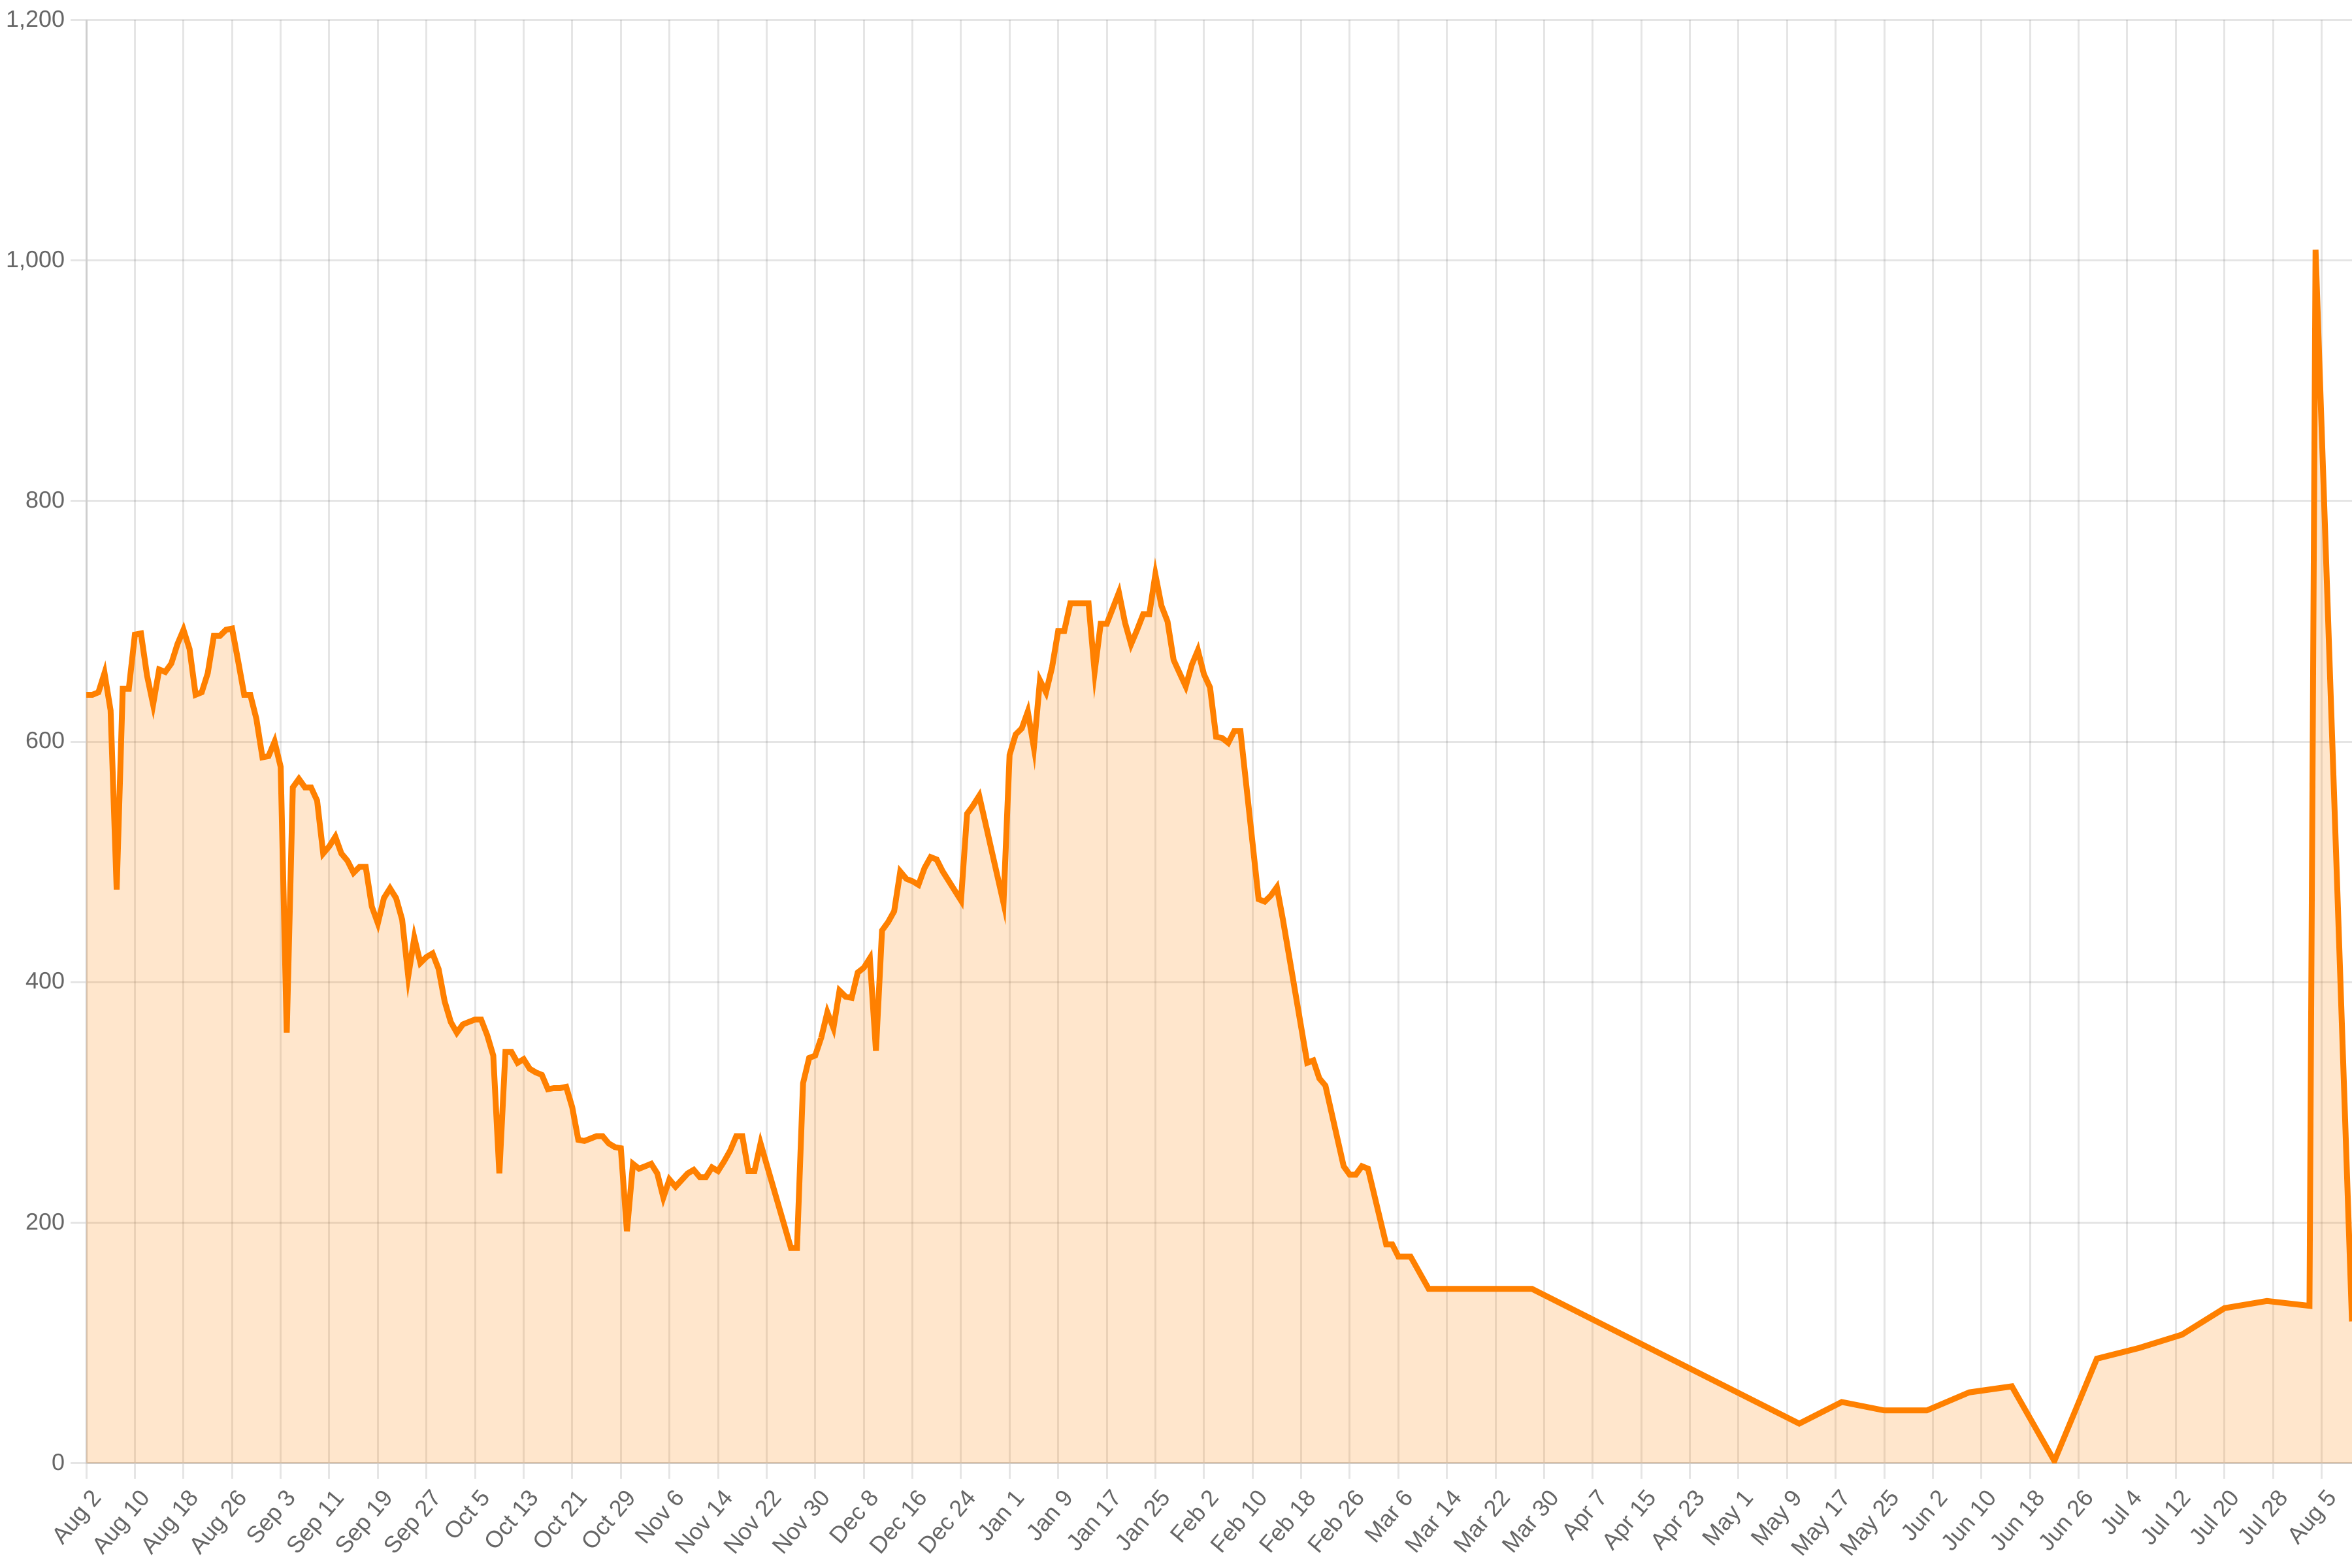 1,200
1,000
800
600
400
200
0
Aug 2
Aug 10
Aug 18
Aug 26
Sep 3
Sep 11
Sep 19
Sep 27
Oct 5
Oct 13
Oct 21
Oct 29
Nov 6
Nov 14
Nov 22
Nov 30
Dec 8
Dec 16
Dec 24
Jan 1
Jan 9
Jan 17
Jan 25
Feb 2
Feb 10
Feb 18
Feb 26
Mar 6
Mar 14
Mar 22
Mar 30
Apr 7
Apr 15
Apr 23
May 1
May 9
May 17
May 25
Jun 2
Jun 10
Jun 18
Jun 26
Jul 4
Jul 12
Jul 20
Jul 28
Aug 5